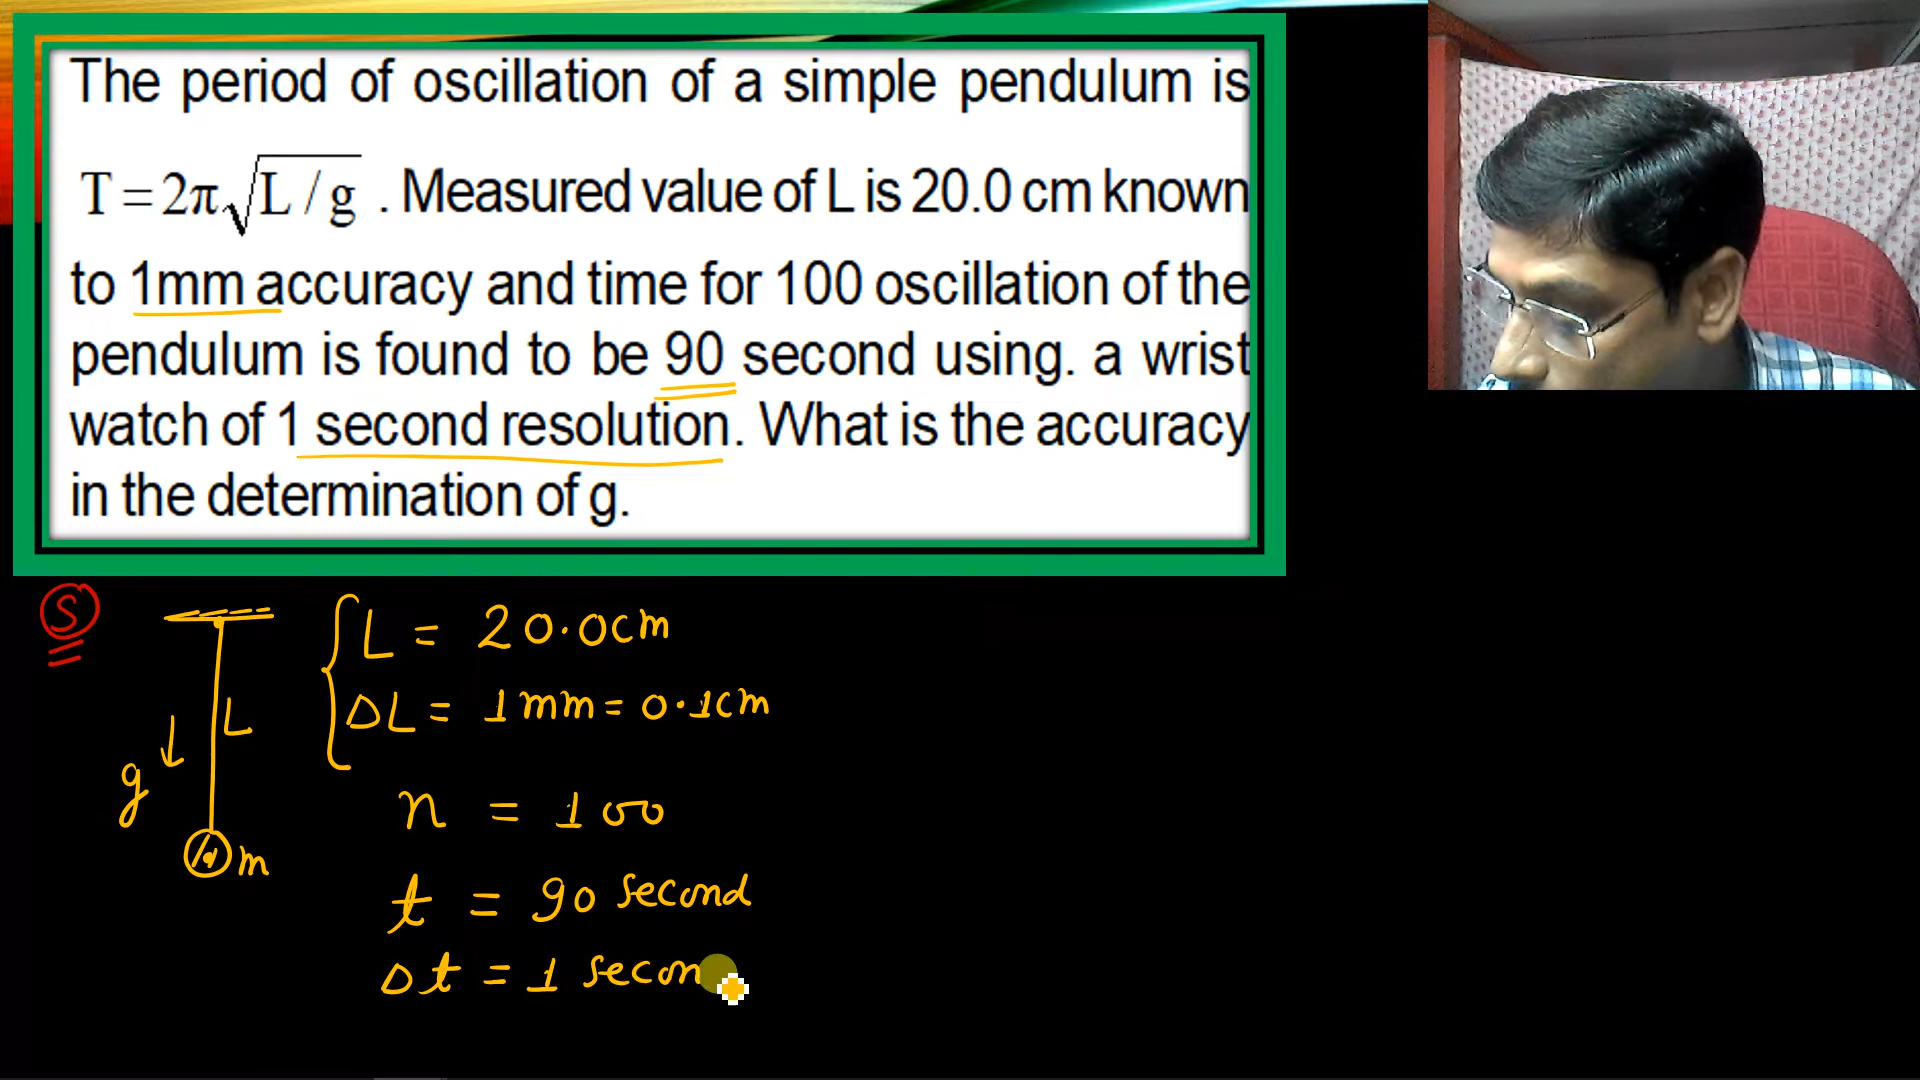 The period of oscillation of a simple pendulum is
T = 2π√L / g . Measured value of L is 20.0 cm known
to 1mm accuracy and time for 100 oscillation of the
pendulum is found to be 90 second using. a wrist
watch of 1 second resolution. What is the accuracy
in the determination of g.
S
L = 20.0cm
ΔL = 1mm = 0.1cm
L
g
n = 100
m
t = 90 second
Δt = 1 secon